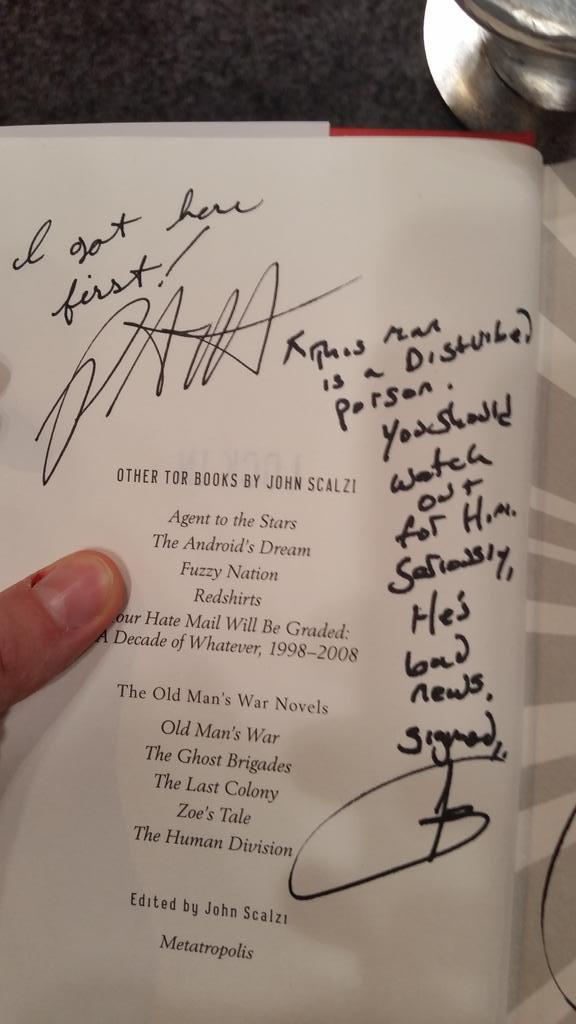 I got here
first!
This man
is a Disturbed
person.
You should
watch
out
for Him.
Seriously,
He's
bad
news.
signed,
OTHER TOR BOOKS BY JOHN SCALZI
Agent to the Stars
The Android's Dream
Fuzzy Nation
Redshirts
our Hate Mail Will Be Graded:
A Decade of Whatever, 1998–2008
The Old Man's War Novels
Old Man's War
The Ghost Brigades
The Last Colony
Zoe's Tale
The Human Division
Edited by John Scalzi
Metatropolis